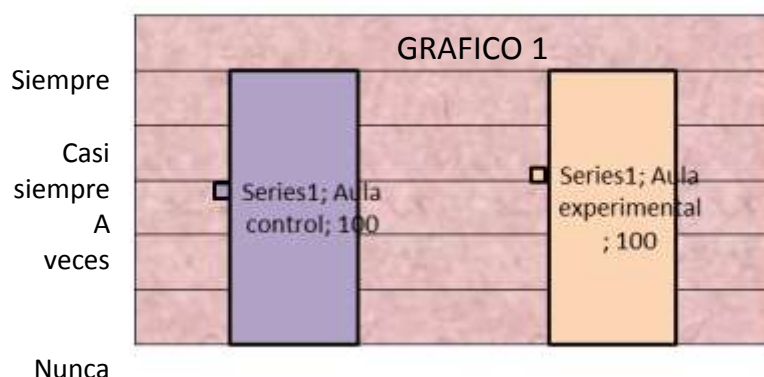 GRAFICO 1
Siempre
Casi
siempre
A
veces
Nunca
Series1; Aula
control; 100
Series1; Aula
experimental
; 100